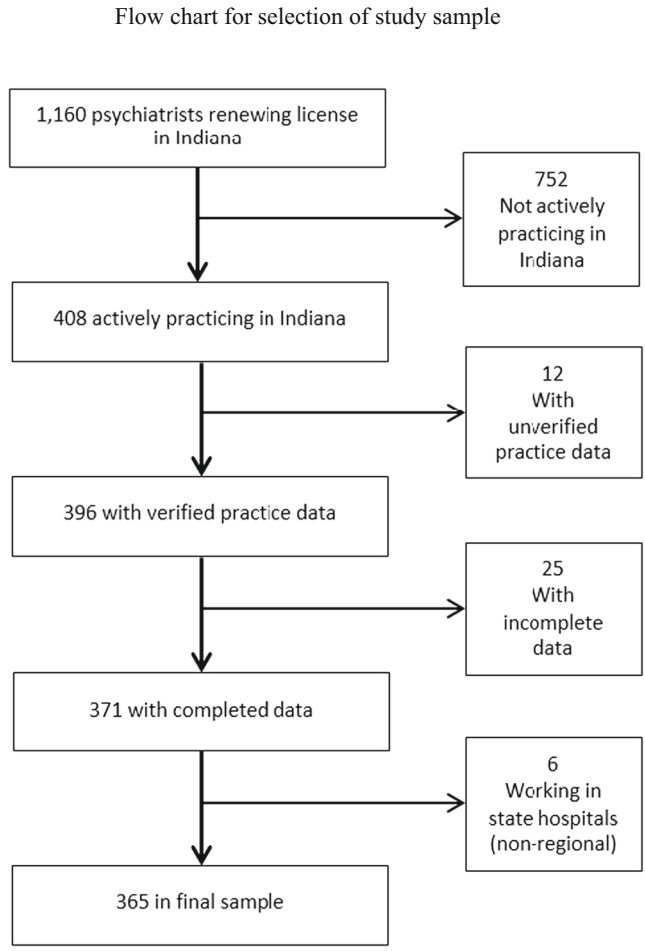 Flow chart for selection of study sample
1,160 psychiatrists renewing license
in Indiana
752
Not actively
practicing in
Indiana
408 actively practicing in Indiana
12
With
unverified
practice data
396 with verified practice data
25
With
incomplete
data
371 with completed data
6
Working in
state hospitals
(non-regional)
365 in final sample